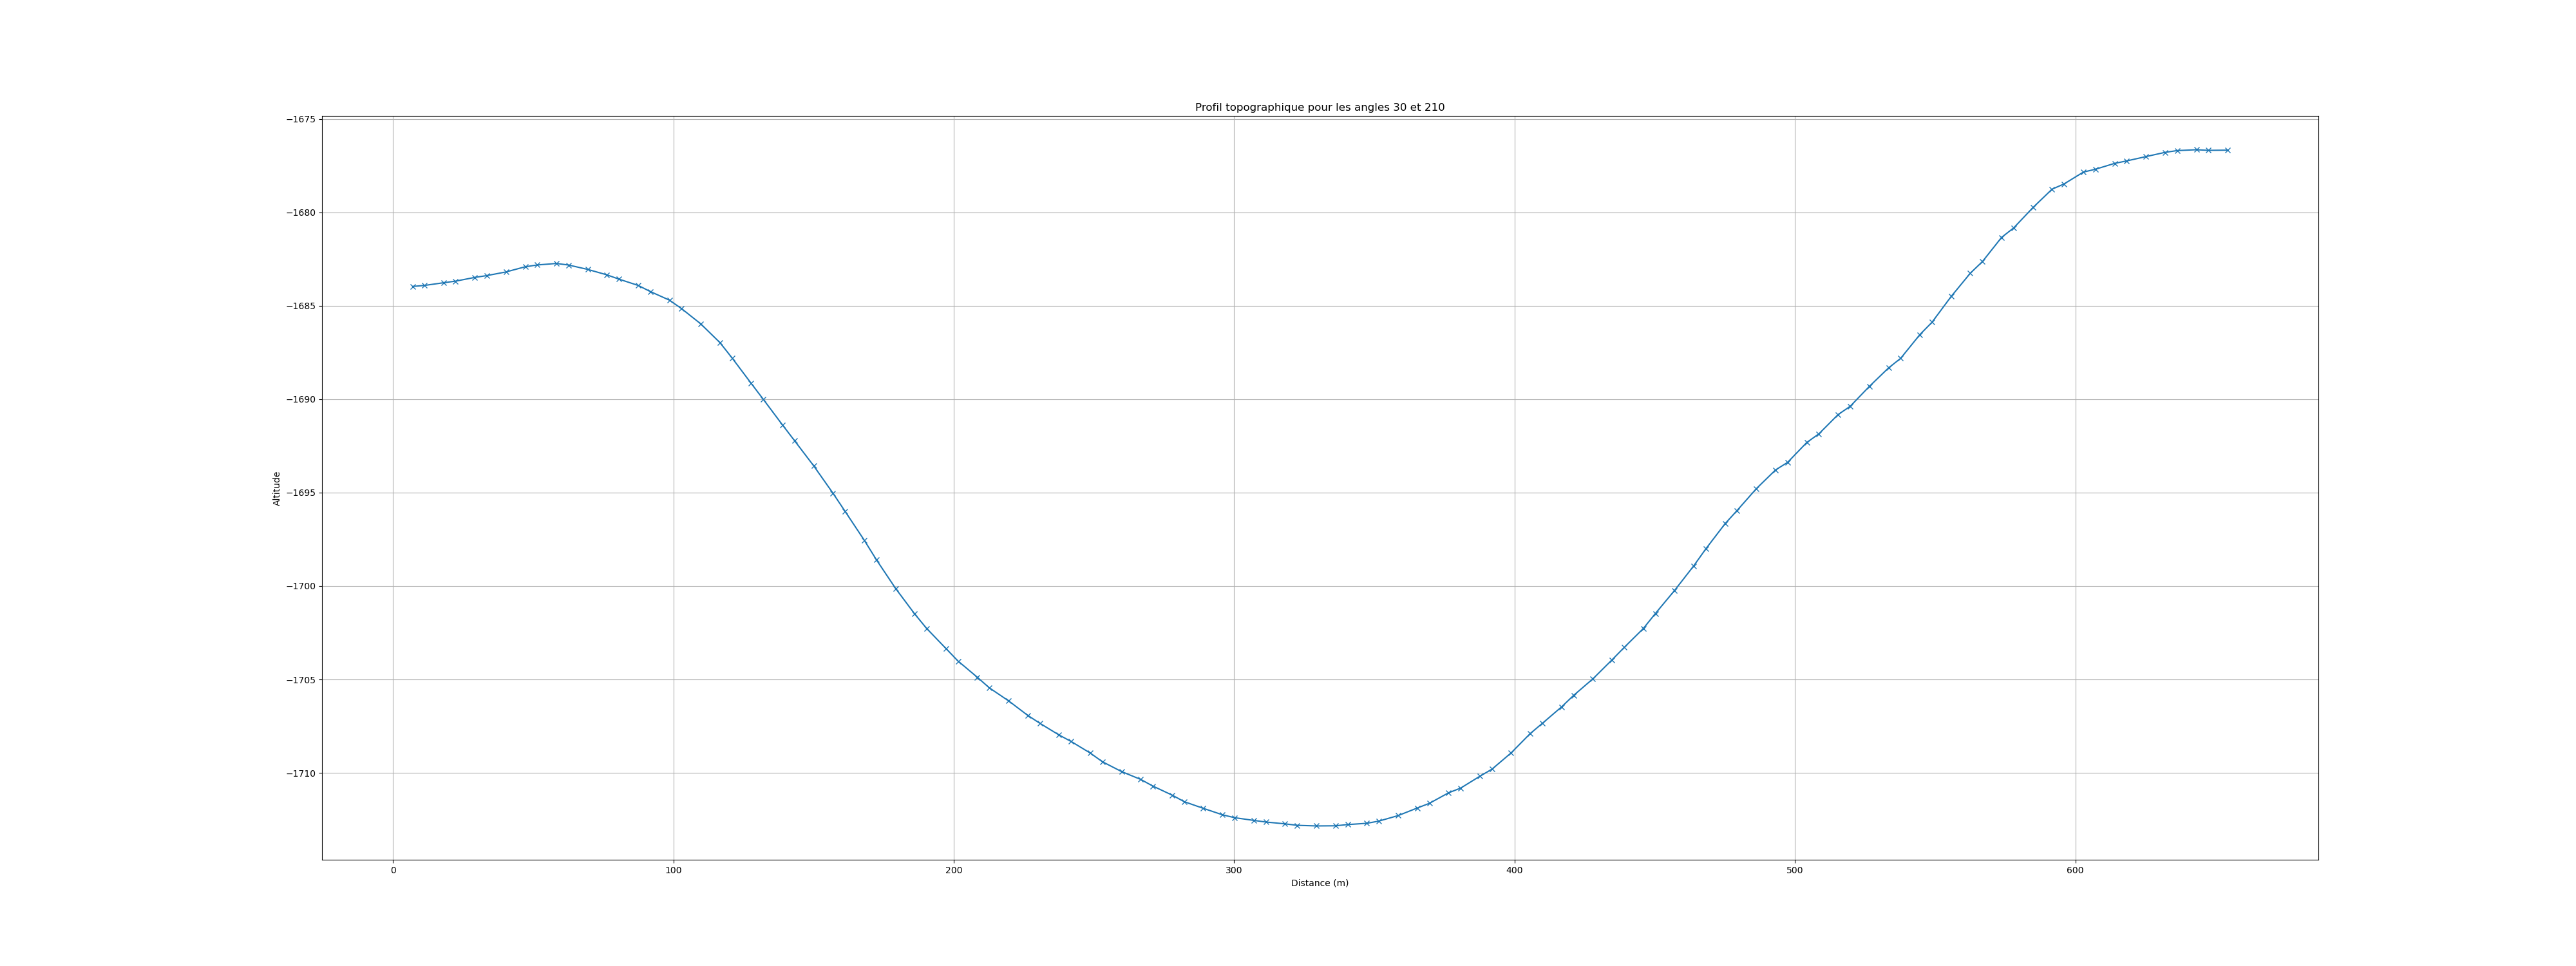 Profil topographique pour les angles 30 et 210
−1675
−1680
−1685
−1690
−1695
−1700
−1705
−1710
Altitude
0 100 200 300 400 500 600
Distance (m)